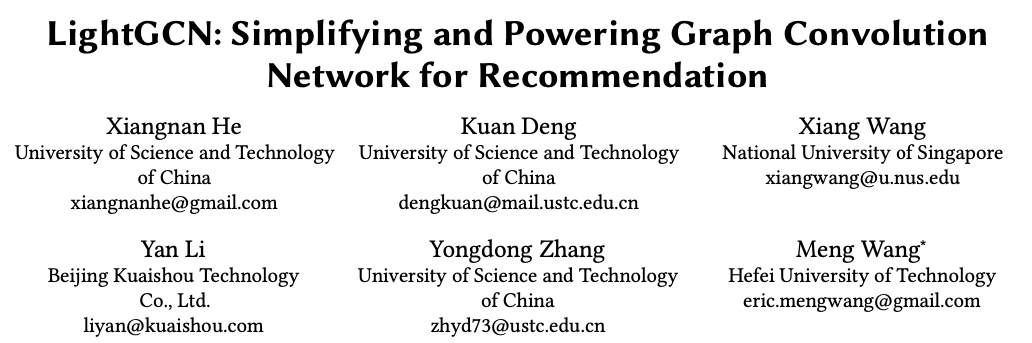 LightGCN: Simplifying and Powering Graph Convolution
Network for Recommendation
Xiangnan He
University of Science and Technology
of China
xiangnanhe@gmail.com
Kuan Deng
University of Science and Technology
of China
dengkuan@mail.ustc.edu.cn
Xiang Wang
National University of Singapore
xiangwang@u.nus.edu
Yan Li
Beijing Kuaishou Technology
Co., Ltd.
liyan@kuaishou.com
Yongdong Zhang
University of Science and Technology
of China
zhyd73@ustc.edu.cn
Meng Wang*
Hefei University of Technology
eric.mengwang@gmail.com